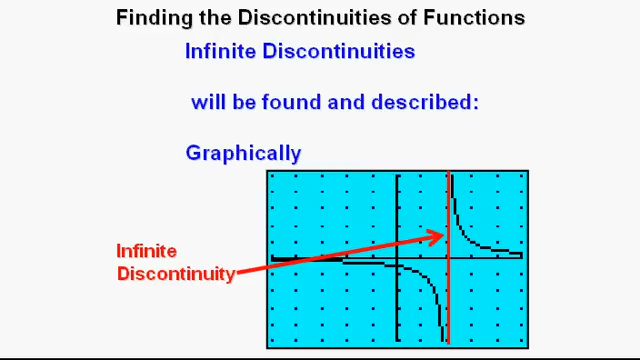 Finding the Discontinuities of Functions
Infinite Discontinuities
will be found and described:
Graphically
Infinite
Discontinuity